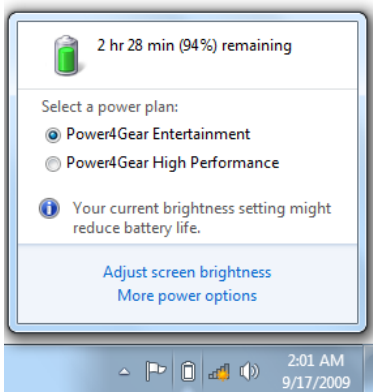 2 hr 28 min (94%) remaining
Select a power plan:
Power4Gear Entertainment
Power4Gear High Performance
Your current brightness setting might
reduce battery life.
Adjust screen brightness
More power options
2:01 AM
9/17/2009